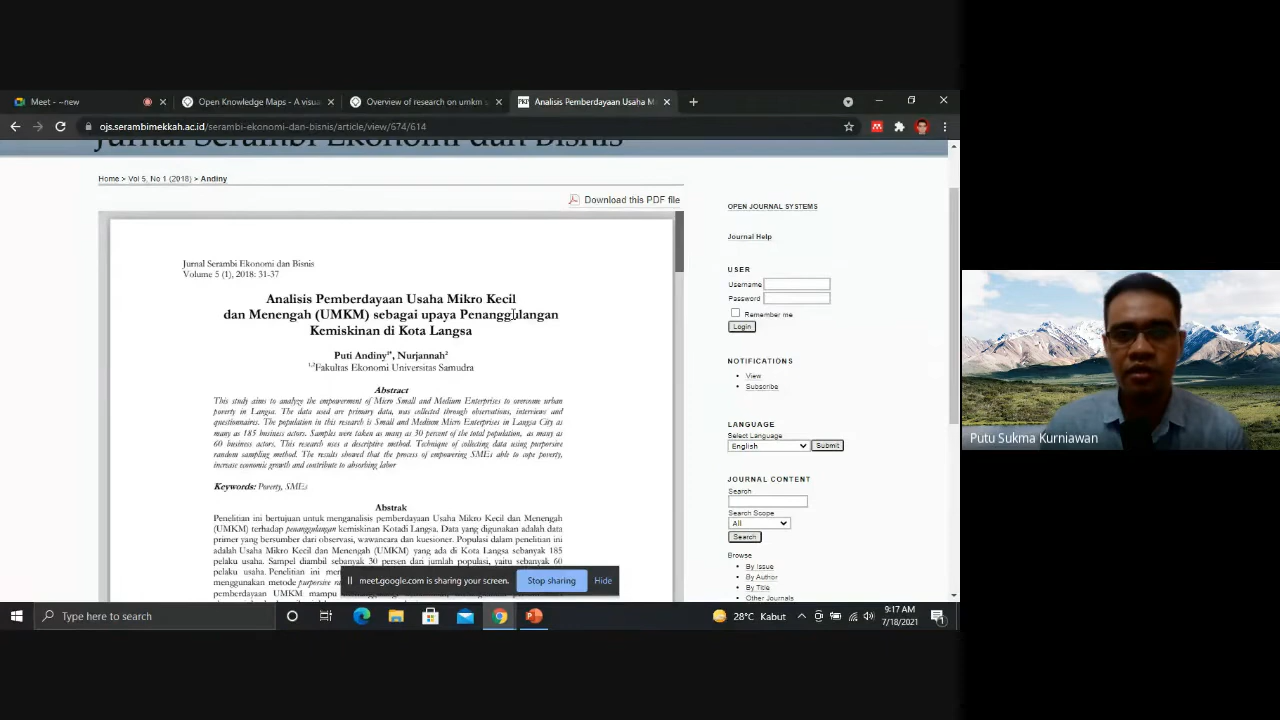 Meet - ~new
Open Knowledge Maps - A visua
Overview of research on umkm s
Analisis Pemberdayaan Usaha M
ojs.serambimekkah.ac.id/serambi-ekonomi-dan-bisnis/article/view/674/614
Jurnal Serambi Ekonomi dan Bisnis
Home > Vol 5, No 1 (2018) > Andiny
Download this PDF file
Jurnal Serambi Ekonomi dan Bisnis
Volume 5 (1), 2018: 31-37
Analisis Pemberdayaan Usaha Mikro Kecil
dan Menengah (UMKM) sebagai upaya Penanggulangan
Kemiskinan di Kota Langsa
Puti Andiny1*, Nurjannah2
1,2Fakultas Ekonomi Universitas Samudra
Abstract
This study aims to analyze the empowerment of Micro Small and Medium Enterprises to overcome urban
poverty in Langsa. The data used are primary data, was collected through observations, interviews and
questionnaires. The population in this research is Small and Medium Micro Enterprises in Langsa City as
many as 185 business actors. Samples were taken as many as 30 percent of the total population, as many as
60 business actors. This research uses a descriptive method. Technique of collecting data using purporsive
random sampling method. The results showed that the process of empowering SMEs able to cope poverty,
increase economic growth and contribute to absorbing labor
Keywords: Poverty, SMEs
Abstrak
Penelitian ini bertujuan untuk menganalisis pemberdayaan Usaha Mikro Kecil dan Menengah
(UMKM) terhadap penanggulangan kemiskinan Kotadi Langsa. Data yang digunakan adalah data
primer yang bersumber dari observasi, wawancara dan kuesioner. Populasi dalam penelitian ini
adalah Usaha Mikro Kecil dan Menengah (UMKM) yang ada di Kota Langsa sebanyak 185
pelaku usaha. Sampel diambil sebanyak 30 persen dari jumlah populasi, yaitu sebanyak 60
pelaku usaha. Penelitian ini
menggunakan metode purporsive
pemberdayaan UMKM mampu
meet.google.com is sharing your screen.
Stop sharing
Hide
OPEN JOURNAL SYSTEMS
Journal Help
USER
Username
Password
Remember me
Login
NOTIFICATIONS
View
Subscribe
LANGUAGE
Select Language
English
Submit
JOURNAL CONTENT
Search
Search Scope
All
Search
Browse
By Issue
By Author
By Title
Other Journals
Type here to search
28°C Kabut
9:17 AM
7/18/2021
1
Putu Sukma Kurniawan